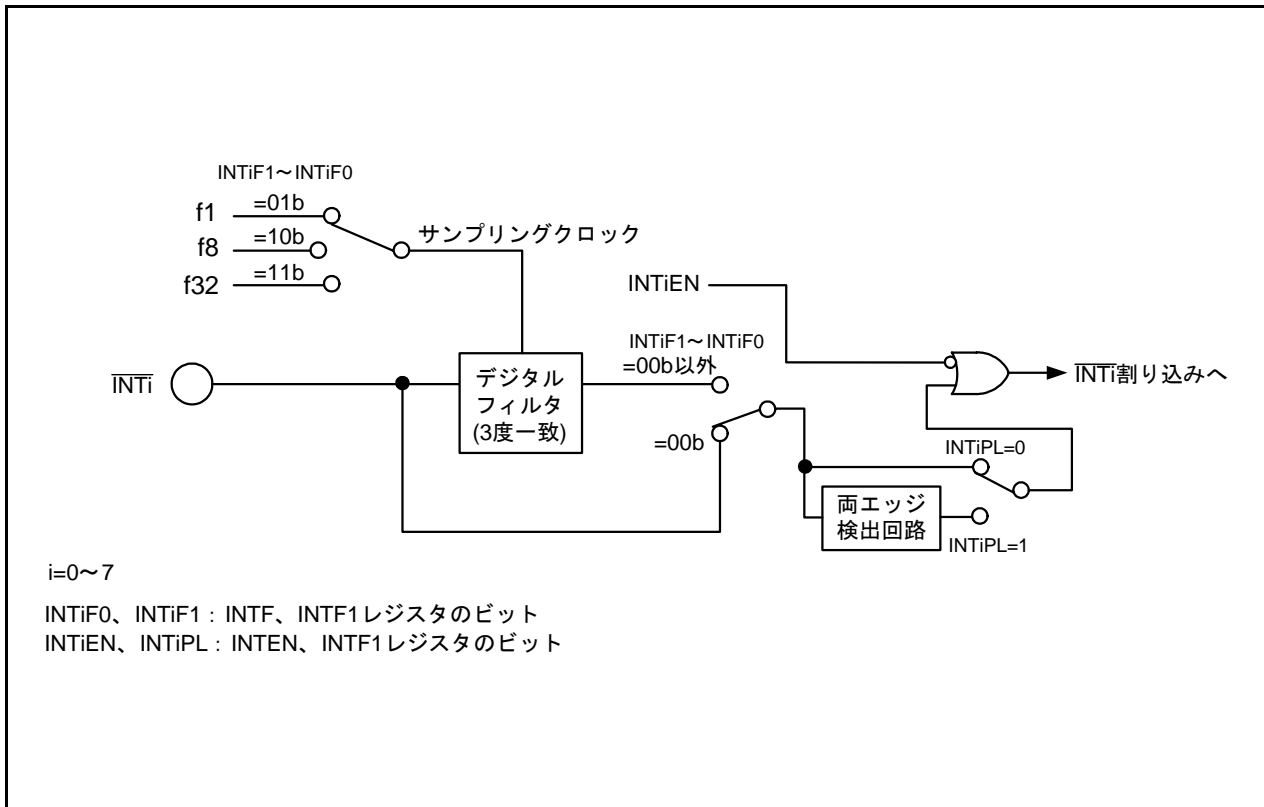 INTiF1～INTiF0
f1
=01b
f8
=10b
f32
=11b
サンプリングクロック
INTiEN
INTiF1～INTiF0
=00b以外
INTi
デジタル
フィルタ
(3度一致)
=00b
INTi割り込みへ
INTiPL=0
両エッジ
検出回路
INTiPL=1
i=0～7
INTiF0、INTiF1：INTF、INTF1レジスタのビット
INTiEN、INTiPL：INTEN、INTF1レジスタのビット